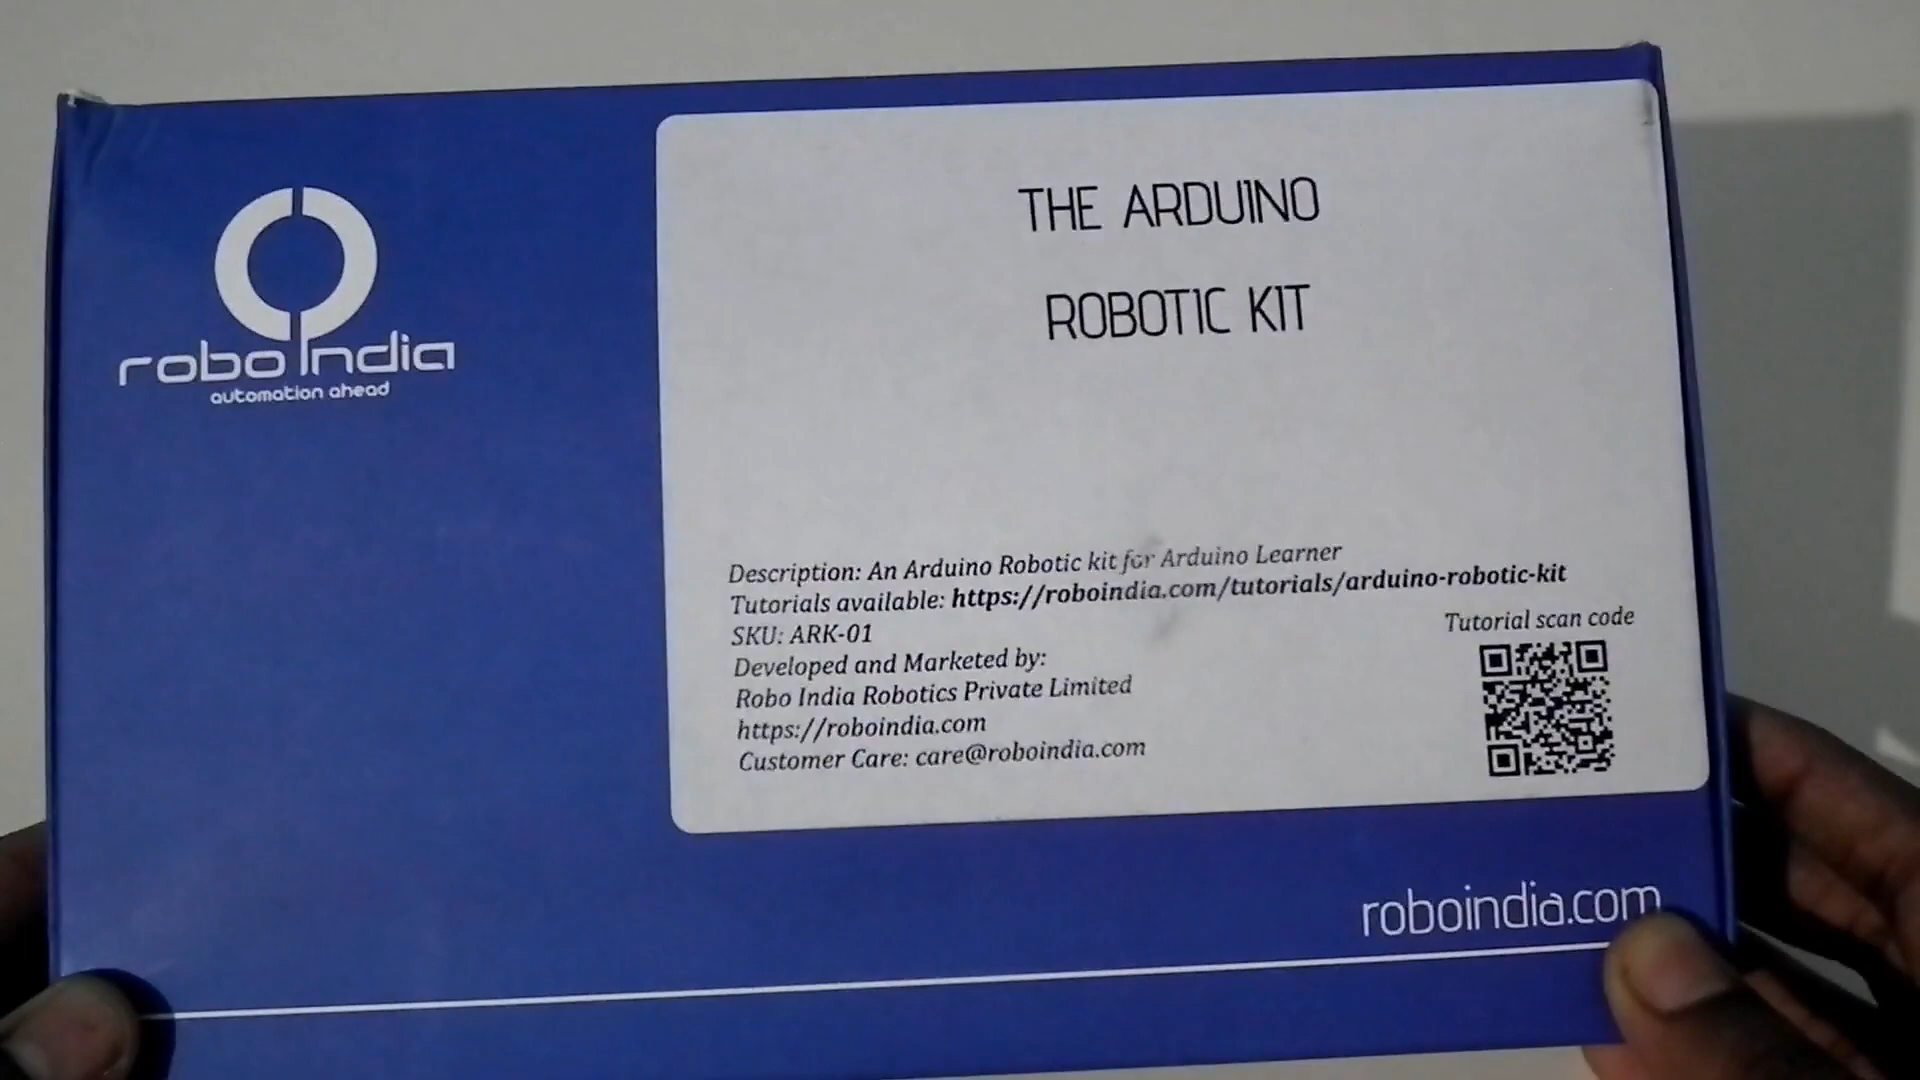 robo India
automation ahead
THE ARDUINO
ROBOTIC KIT
Description: An Arduino Robotic kit for Arduino Learner
Tutorials available: https://roboindia.com/tutorials/arduino-robotic-kit
SKU: ARK-01
Developed and Marketed by:
Robo India Robotics Private Limited
https://roboindia.com
Customer Care: care@roboindia.com
Tutorial scan code
roboindia.com